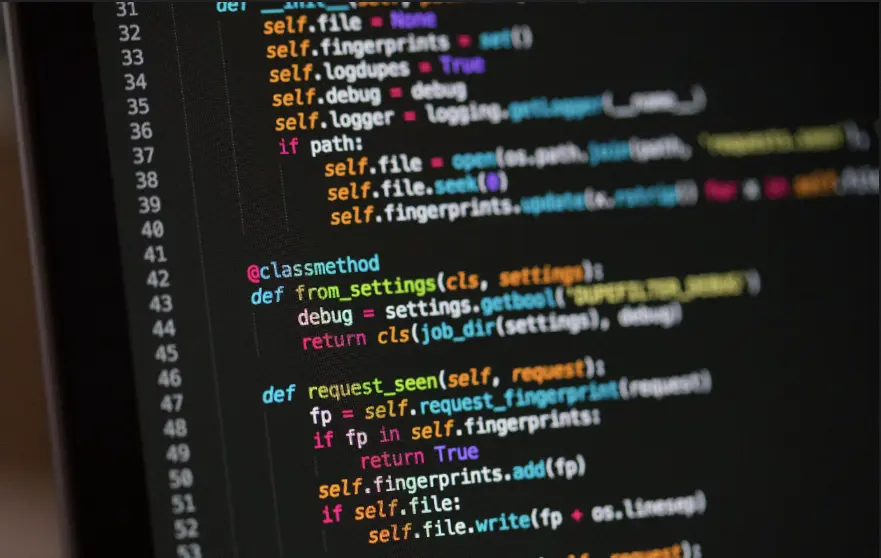 31 def __init__(self,
32 self.file = None
33 self.fingerprints = set()
34 self.logdupes = True
35 self.debug = debug
36 self.logger = logging.getLogger(__name__)
37 if path:
38 self.file = open(os.path.join(path, 'requests.seen'),
39 self.file.seek(0)
40 self.fingerprints.update(x.rstrip() for x in self.file
41
42 @classmethod
43 def from_settings(cls, settings):
44 debug = settings.getbool('DUPEFILTER_DEBUG')
45 return cls(job_dir(settings), debug)
46
47 def request_seen(self, request):
48 fp = self.request_fingerprint(request)
49 if fp in self.fingerprints:
50 return True
51 self.fingerprints.add(fp)
52 if self.file:
53 self.file.write(fp + os.linesep)
self, request):